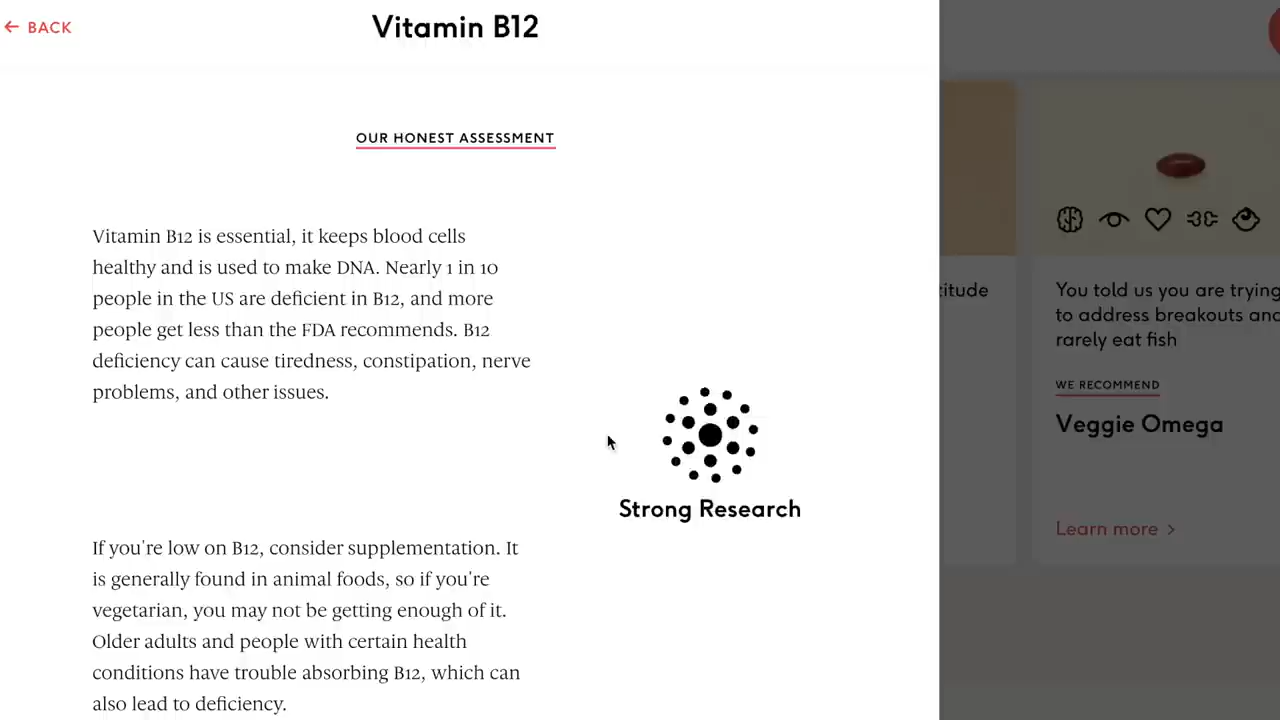 ← BACK
Vitamin B12
OUR HONEST ASSESSMENT
Vitamin B12 is essential, it keeps blood cells
healthy and is used to make DNA. Nearly 1 in 10
people in the US are deficient in B12, and more
people get less than the FDA recommends. B12
deficiency can cause tiredness, constipation, nerve
problems, and other issues.
Strong Research
If you're low on B12, consider supplementation. It
is generally found in animal foods, so if you're
vegetarian, you may not be getting enough of it.
Older adults and people with certain health
conditions have trouble absorbing B12, which can
also lead to deficiency.
You told us you are trying
to address breakouts and
rarely eat fish
WE RECOMMEND
Veggie Omega
Learn more >